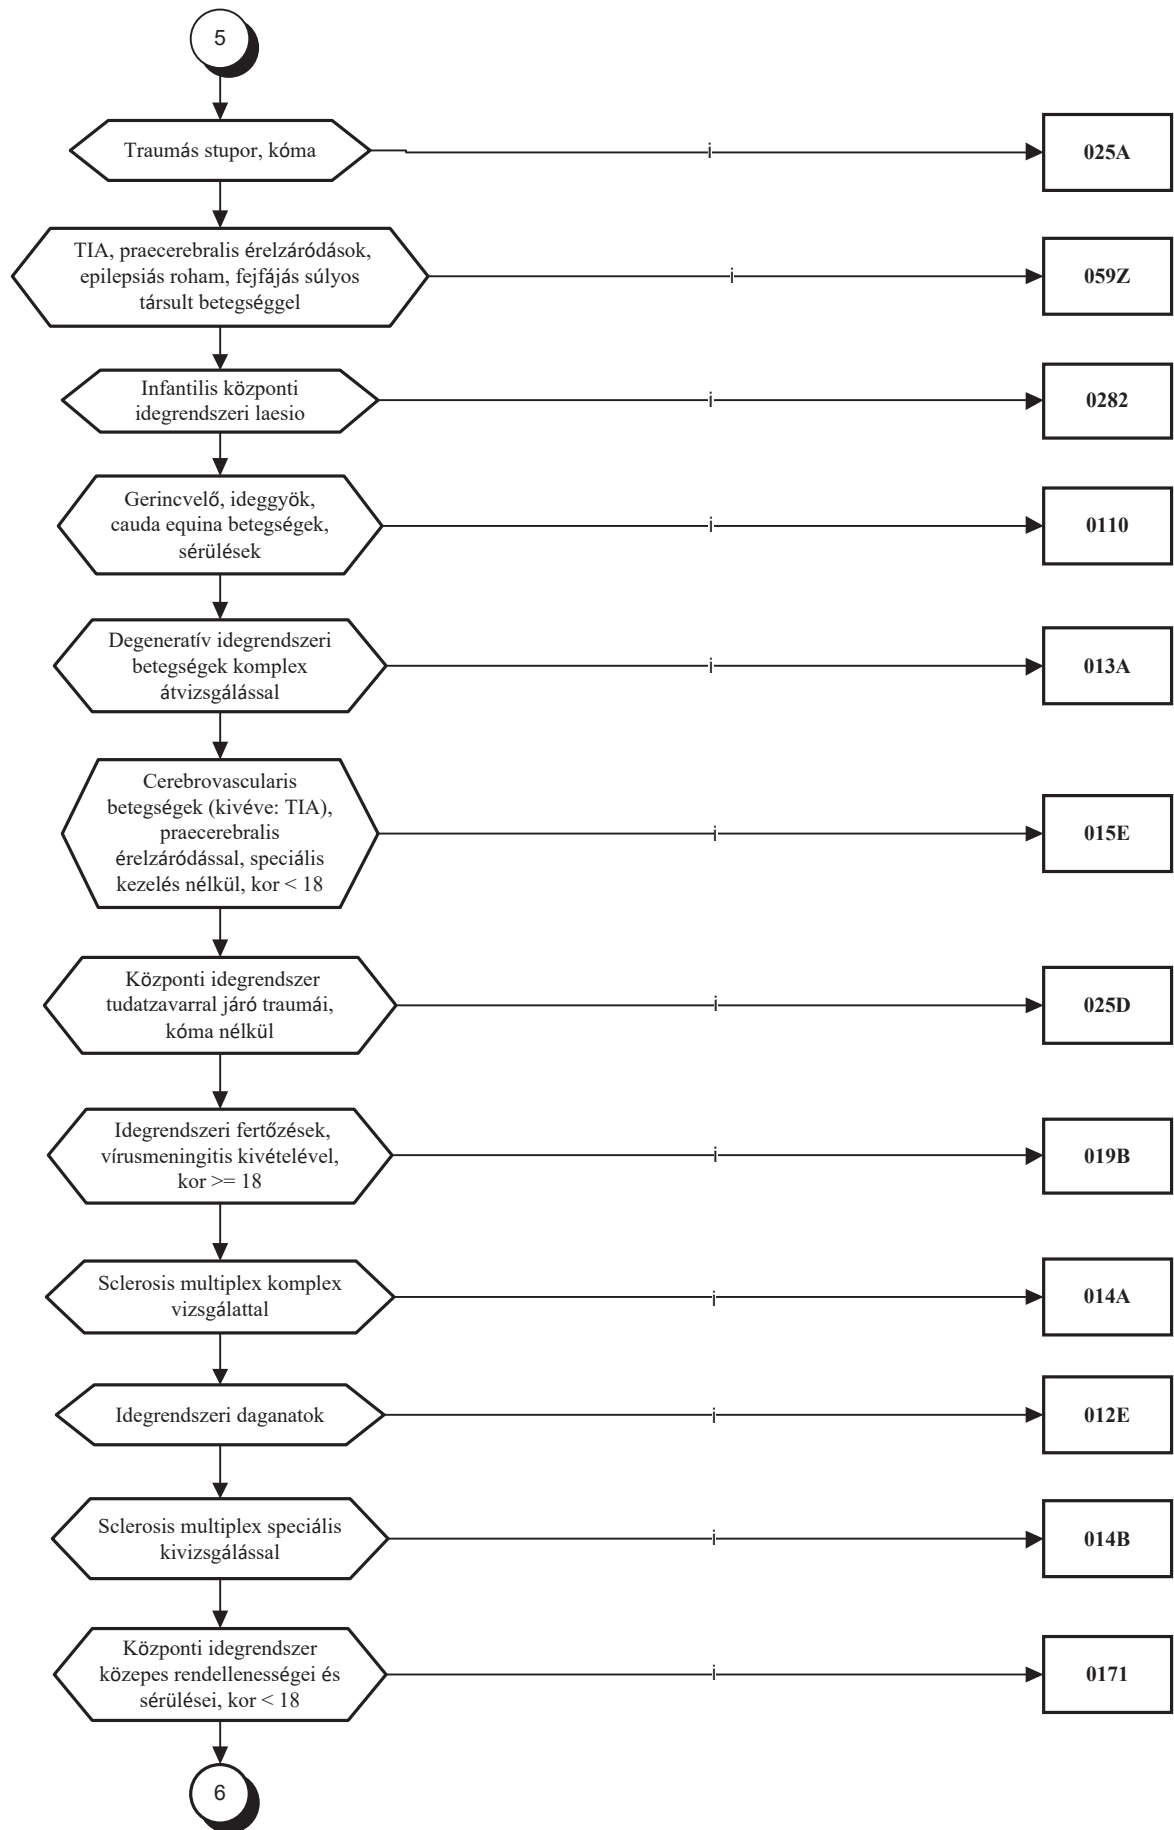 5
Traumás stupor, kóma
i
025A
TIA, praecerebralis érelzáródások,
epilepsiás roham, fejfájás súlyos
társult betegséggel
i
059Z
Infantilis központi
idegrendszeri laesio
i
0282
Gerincvelő, ideggyök,
cauda equina betegségek,
sérülések
i
0110
Degeneratív idegrendszeri
betegségek komplex
átvizsgálással
i
013A
Cerebrovascularis
betegségek (kivéve: TIA),
praecerebralis
érelzáródással, speciális
kezelés nélkül, kor < 18
i
015E
Központi idegrendszer
tudatzavarral járó traumái,
kóma nélkül
i
025D
Idegrendszeri fertőzések,
vírusmeningitis kivételével,
kor >= 18
i
019B
Sclerosis multiplex komplex
vizsgálattal
i
014A
Idegrendszeri daganatok
i
012E
Sclerosis multiplex speciális
kivizsgálással
i
014B
Központi idegrendszer
közepes rendellenességei és
sérülései, kor < 18
i
0171
6